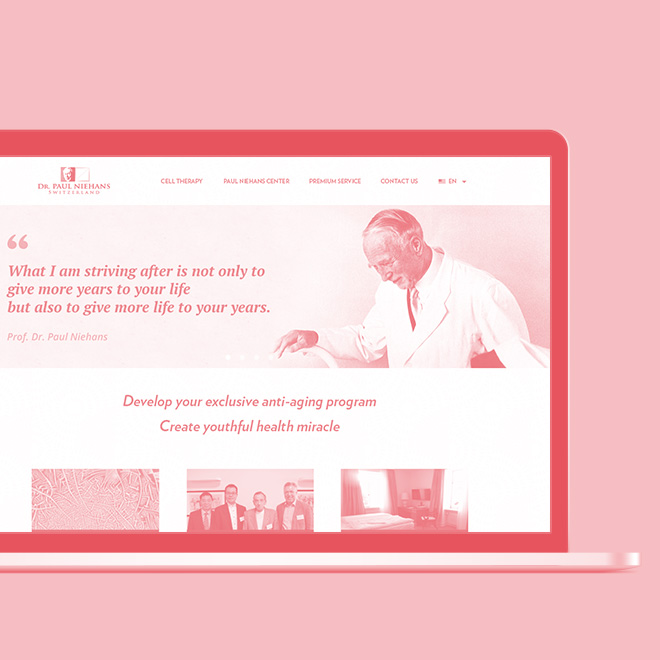 DR. PAUL NIEHANS
SWITZERLAND
CELL THERAPY
PAUL NIEHANS CENTER
PREMIUM SERVICE
CONTACT US
EN
“
What I am striving after is not only to
give more years to your life
but also to give more life to your years.
Prof. Dr. Paul Niehans
Develop your exclusive anti-aging program
Create youthful health miracle